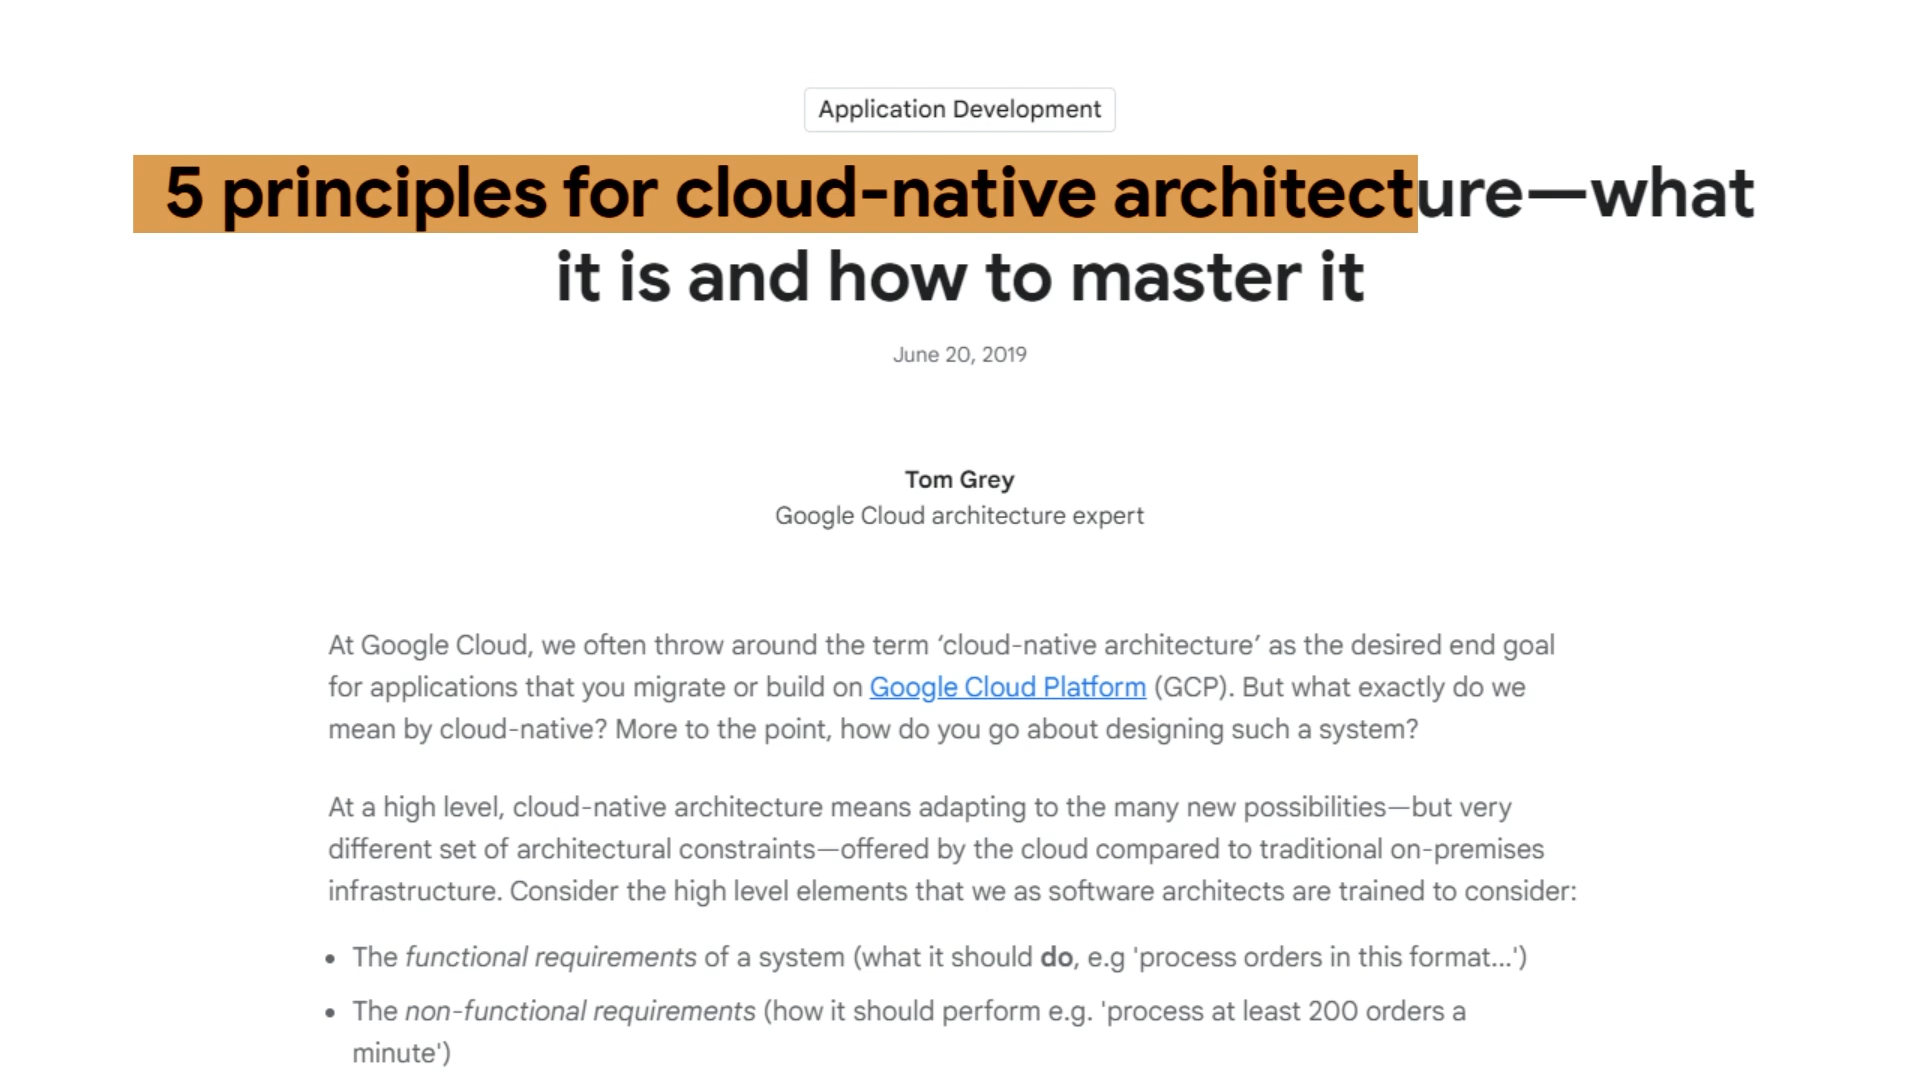 Application Development
5 principles for cloud-native architecture—what
it is and how to master it
June 20, 2019
Tom Grey
Google Cloud architecture expert
At Google Cloud, we often throw around the term ‘cloud-native architecture’ as the desired end goal
for applications that you migrate or build on Google Cloud Platform (GCP). But what exactly do we
mean by cloud-native? More to the point, how do you go about designing such a system?
At a high level, cloud-native architecture means adapting to the many new possibilities—but very
different set of architectural constraints—offered by the cloud compared to traditional on-premises
infrastructure. Consider the high level elements that we as software architects are trained to consider:
• The functional requirements of a system (what it should do, e.g 'process orders in this format...')
• The non-functional requirements (how it should perform e.g. 'process at least 200 orders a
minute')